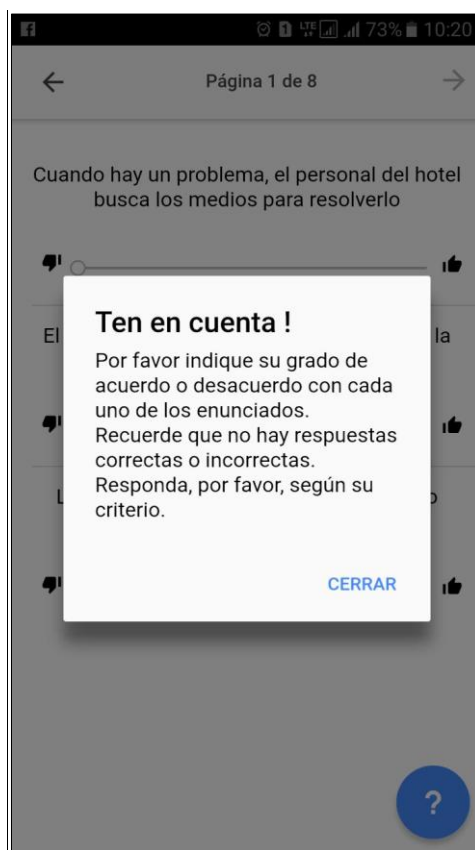 73% 10:20
Página 1 de 8
Cuando hay un problema, el personal del hotel
busca los medios para resolverlo
El la
Ten en cuenta !
Por favor indique su grado de
acuerdo o desacuerdo con cada
uno de los enunciados.
Recuerde que no hay respuestas
correctas o incorrectas.
Responda, por favor, según su
criterio.
CERRAR
?